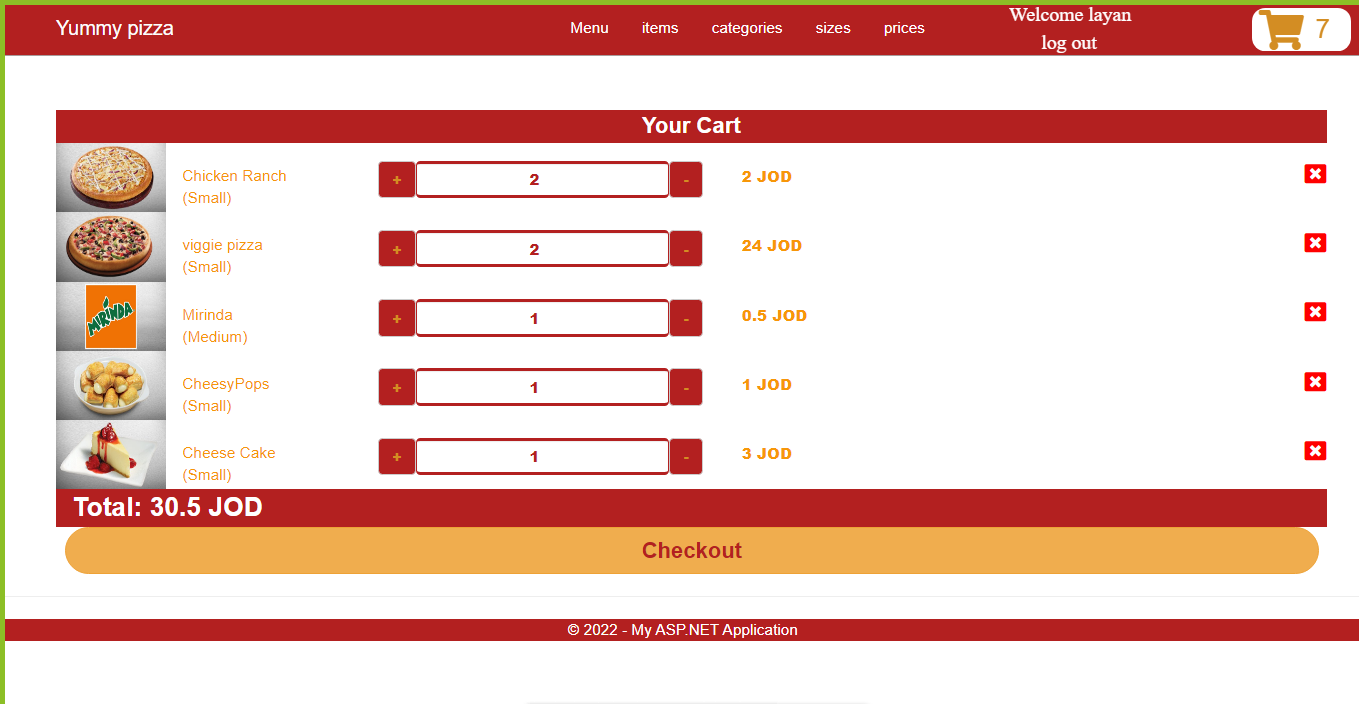 Yummy pizza
Menu items categories sizes prices
Welcome layan
log out
7
Your Cart
Chicken Ranch
(Small)
+ 2 -
2 JOD
viggie pizza
(Small)
+ 2 -
24 JOD
MIRINDA
Mirinda
(Medium)
+ 1 -
0.5 JOD
CheesyPops
(Small)
+ 1 -
1 JOD
Cheese Cake
(Small)
+ 1 -
3 JOD
Total: 30.5 JOD
Checkout
© 2022 - My ASP.NET Application